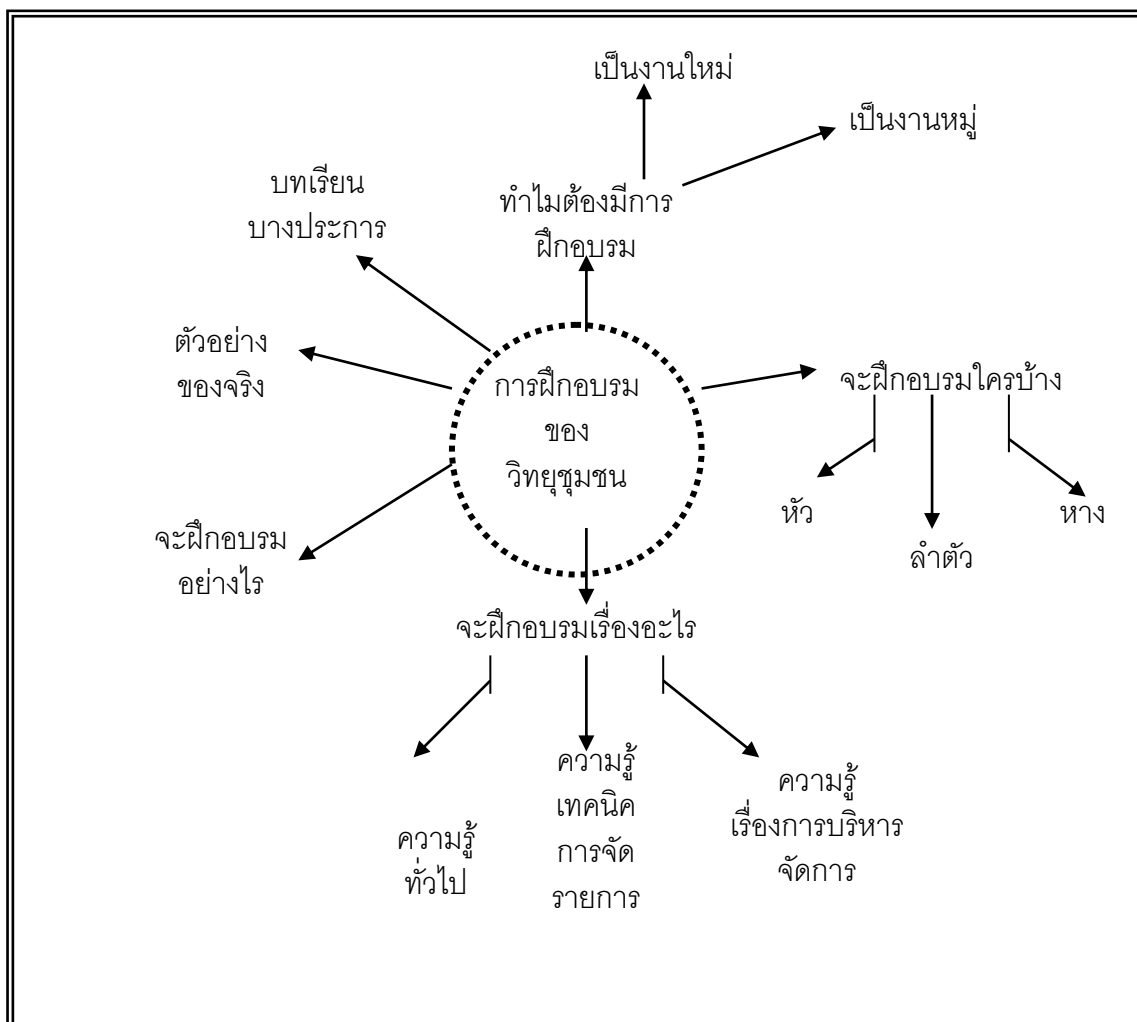 เป็นงานใหม่
เป็นงานหมู่
ทำไมต้องมีการ
ฝึกอบรม
บทเรียน
บางประการ
ตัวอย่าง
ของจริง
การฝึกอบรม
ของ
วิทยุชุมชน
จะฝึกอบรมใครบ้าง
หัว
ลำตัว
หาง
จะฝึกอบรม
อย่างไร
จะฝึกอบรมเรื่องอะไร
ความรู้
ทั่วไป
ความรู้
เทคนิค
การจัด
รายการ
ความรู้
เรื่องการบริหาร
จัดการ